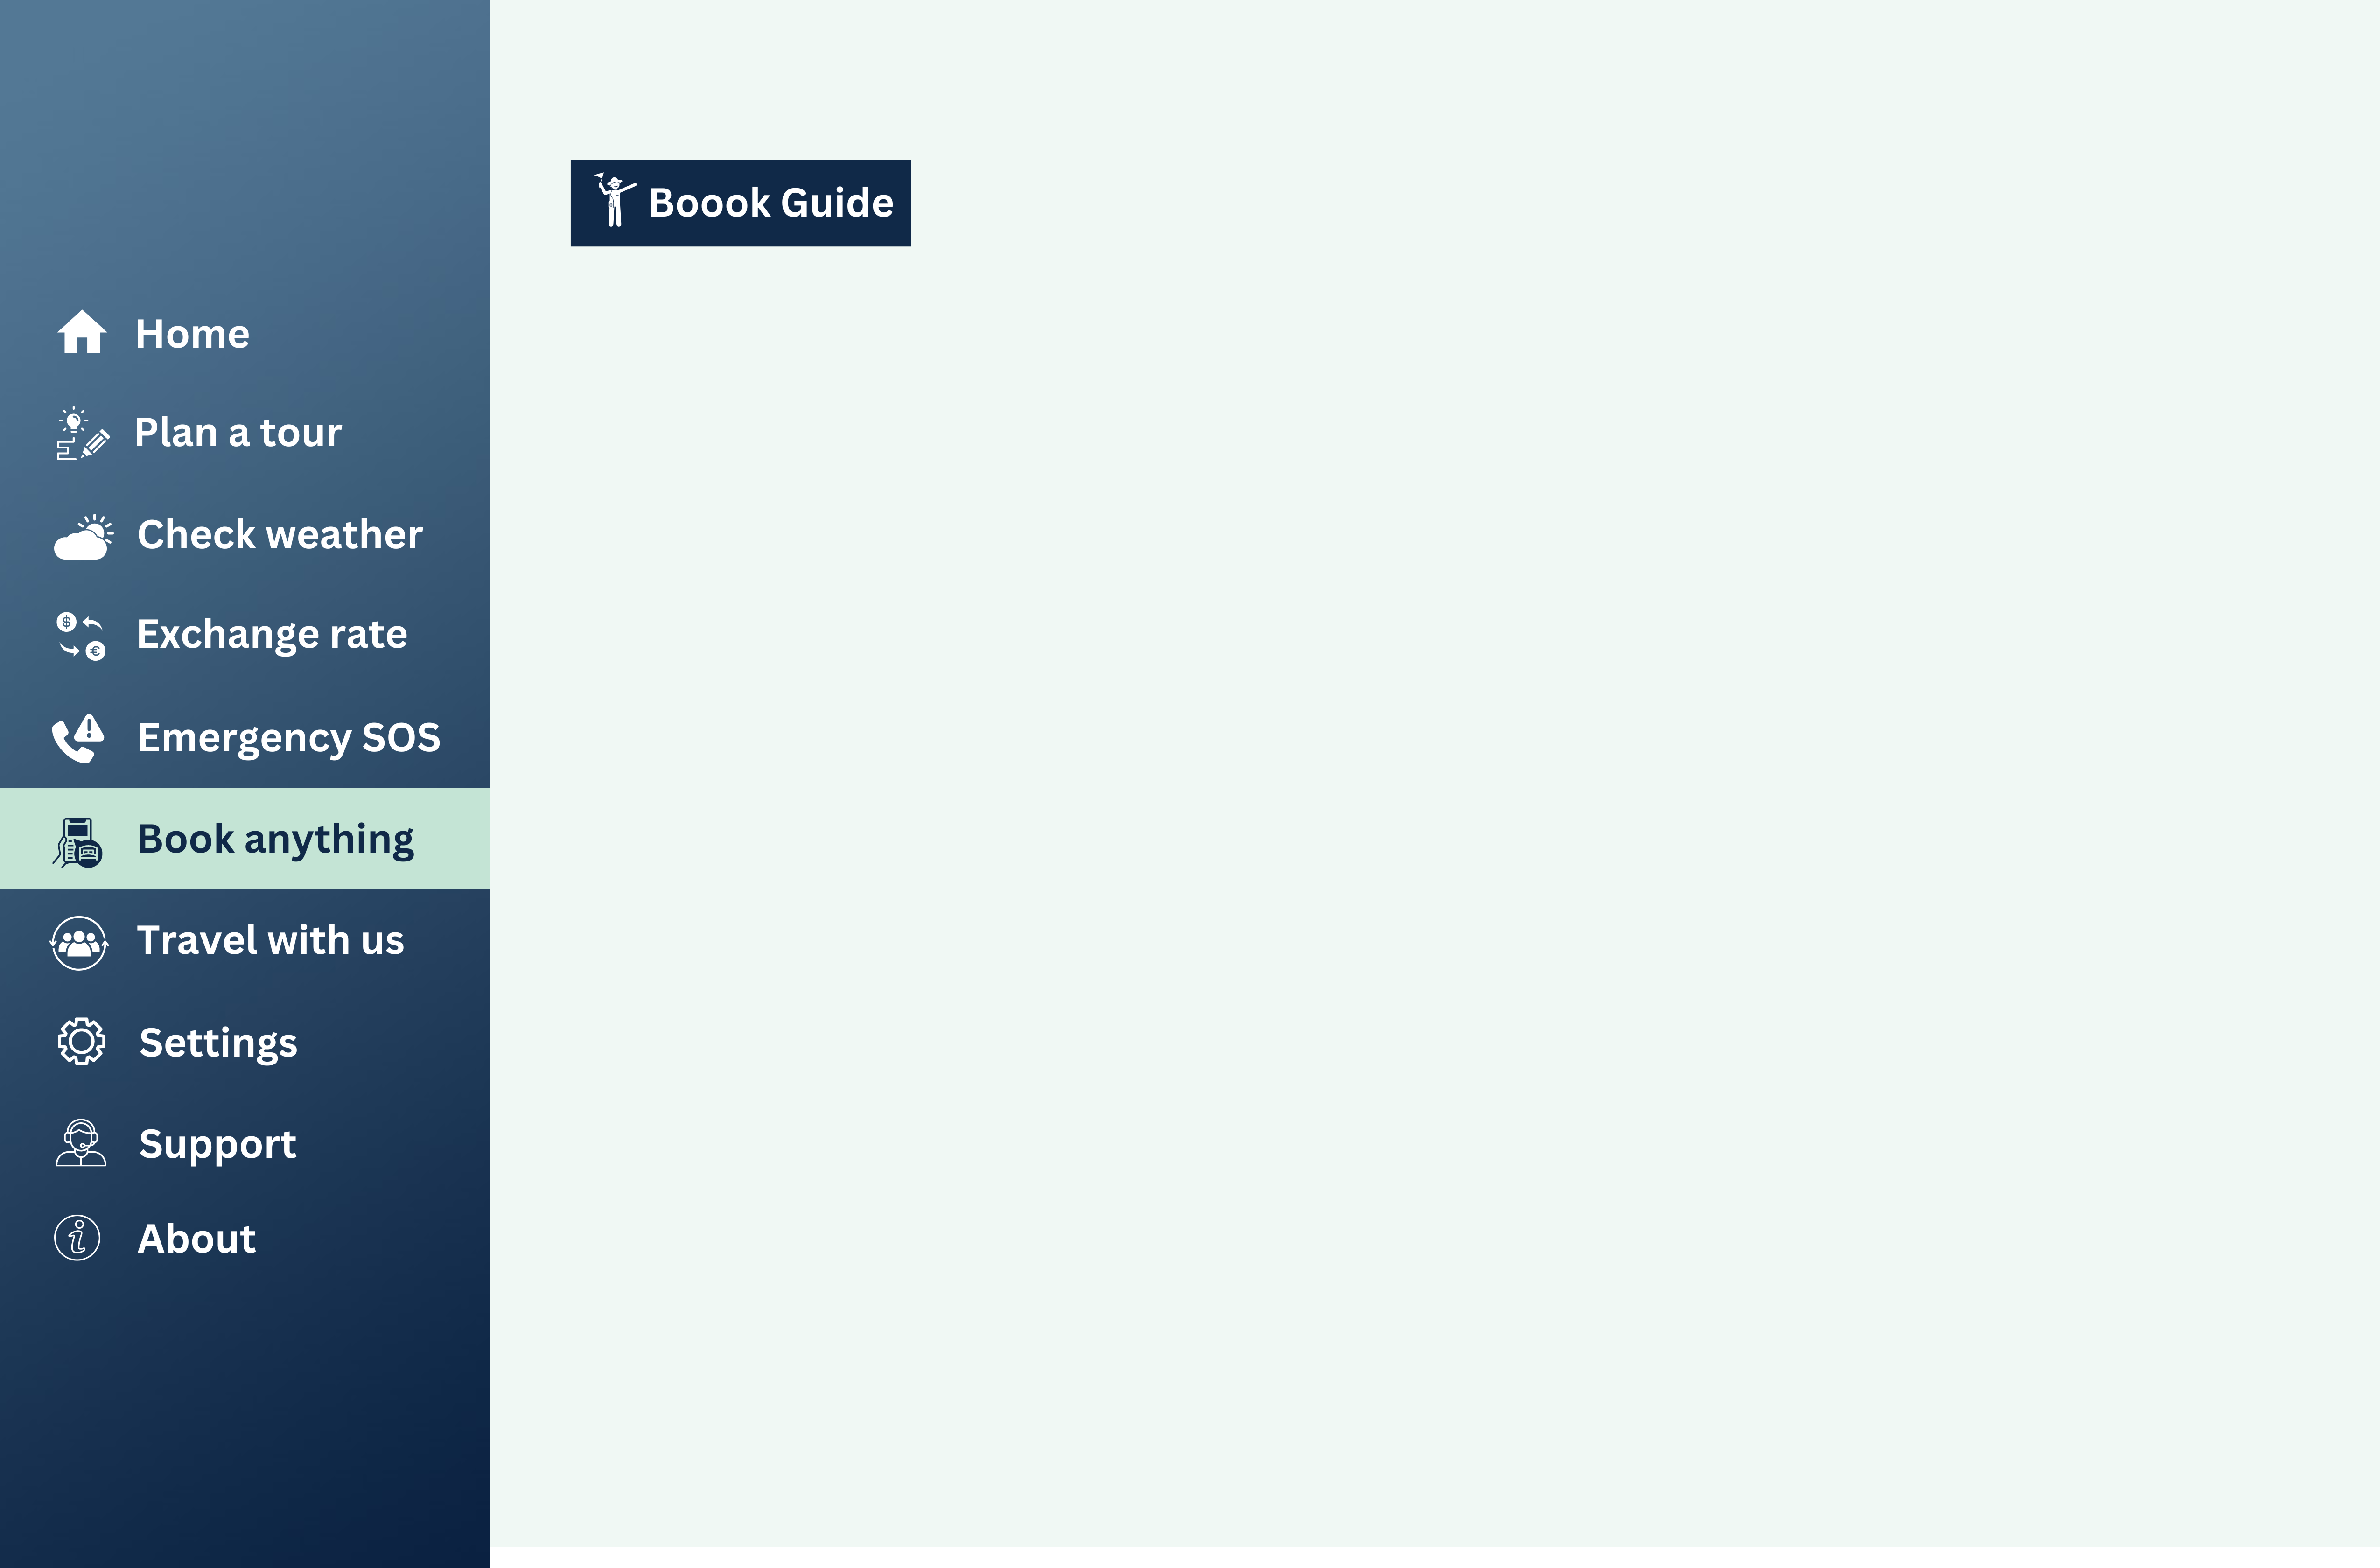 Boook Guide
Home
Plan a tour
Check weather
Exchange rate
Emergency SOS
Book anything
Travel with us
Settings
Support
About